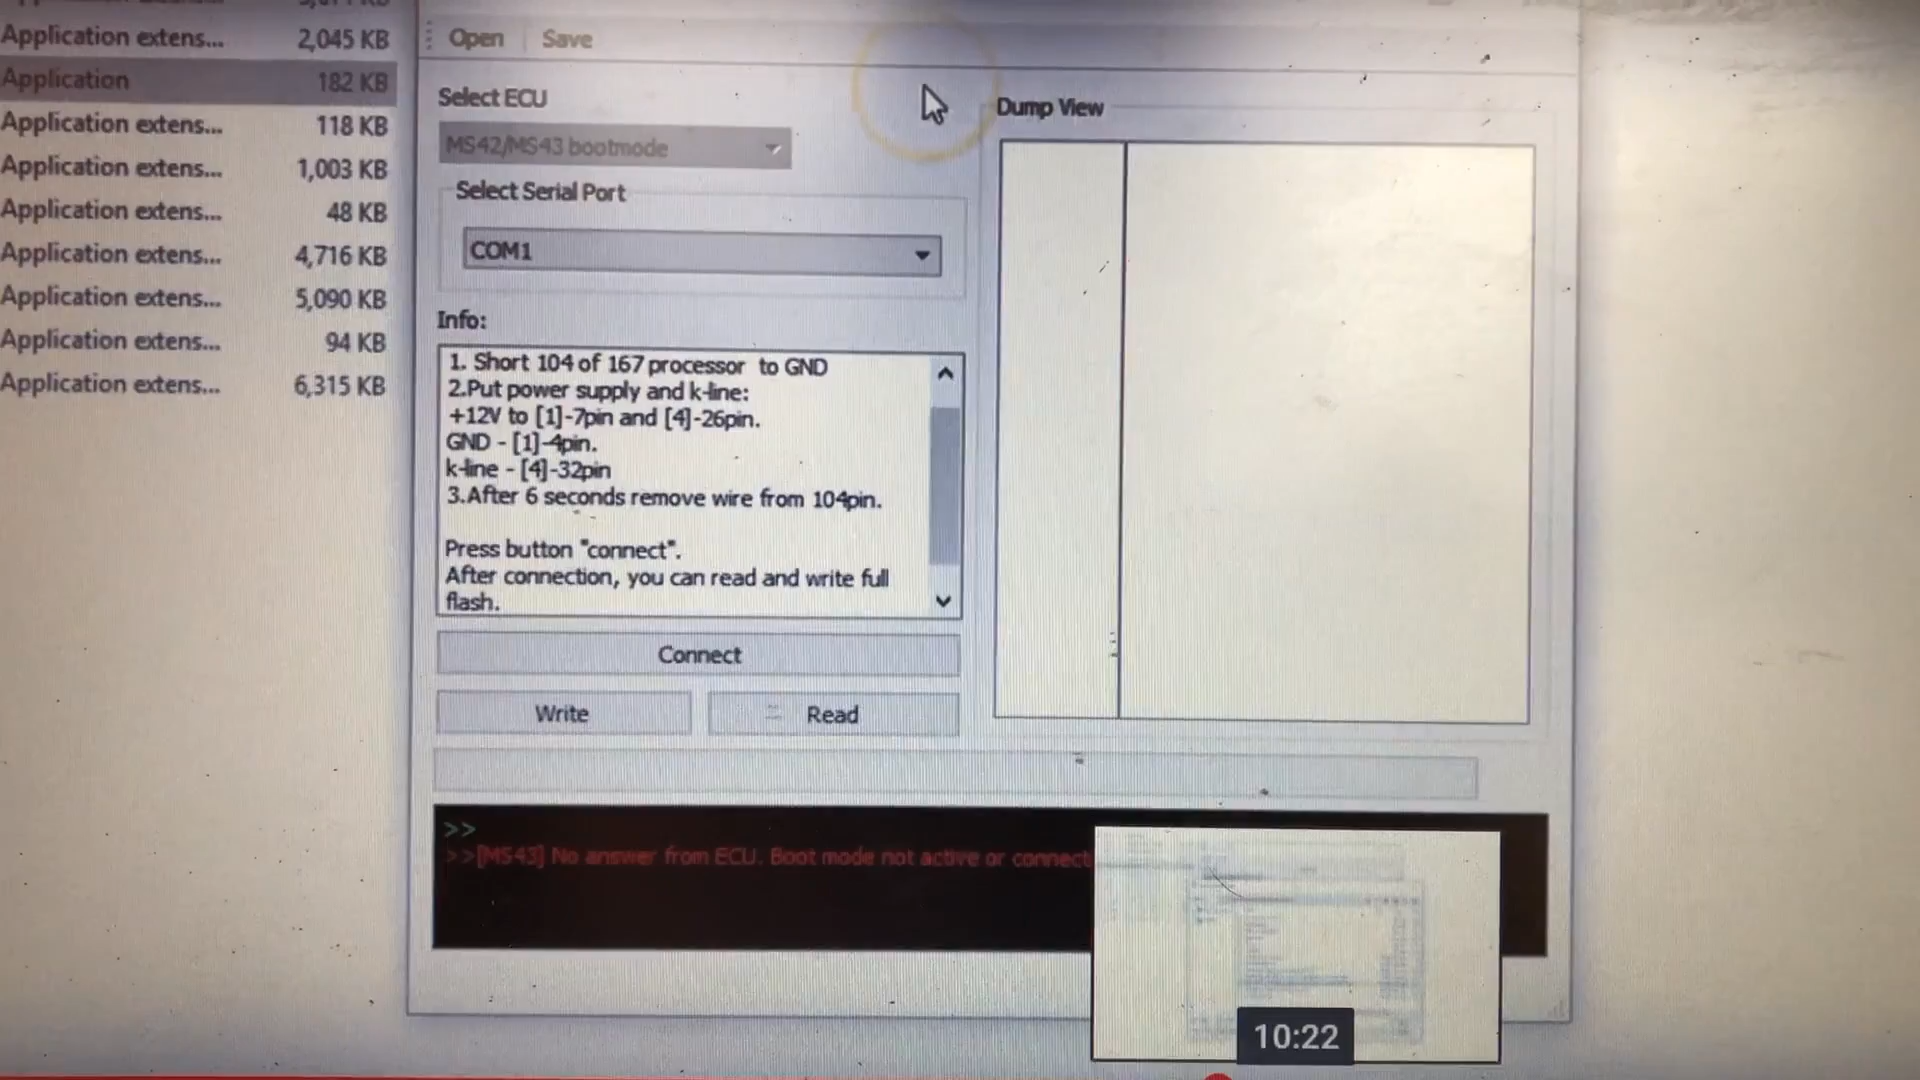 Application extens... 2,045 KB
Application 182 KB
Application extens... 118 KB
Application extens... 1,003 KB
Application extens... 48 KB
Application extens... 4,716 KB
Application extens... 5,090 KB
Application extens... 94 KB
Application extens... 6,315 KB
Open Save
Select ECU
MS42/MS43 bootmode
Select Serial Port
COM1
Info:
1. Short 104 of 167 processor to GND
2.Put power supply and k-line:
+12V to [1]-7pin and [4]-26pin.
GND - [1]-4pin.
k-line - [4]-32pin
3.After 6 seconds remove wire from 104pin.
Press button "connect".
After connection, you can read and write full
flash.
Connect
Write Read
Dump View
>>
>>[MS43] No answer from ECU. Boot mode not active or connect
10:22